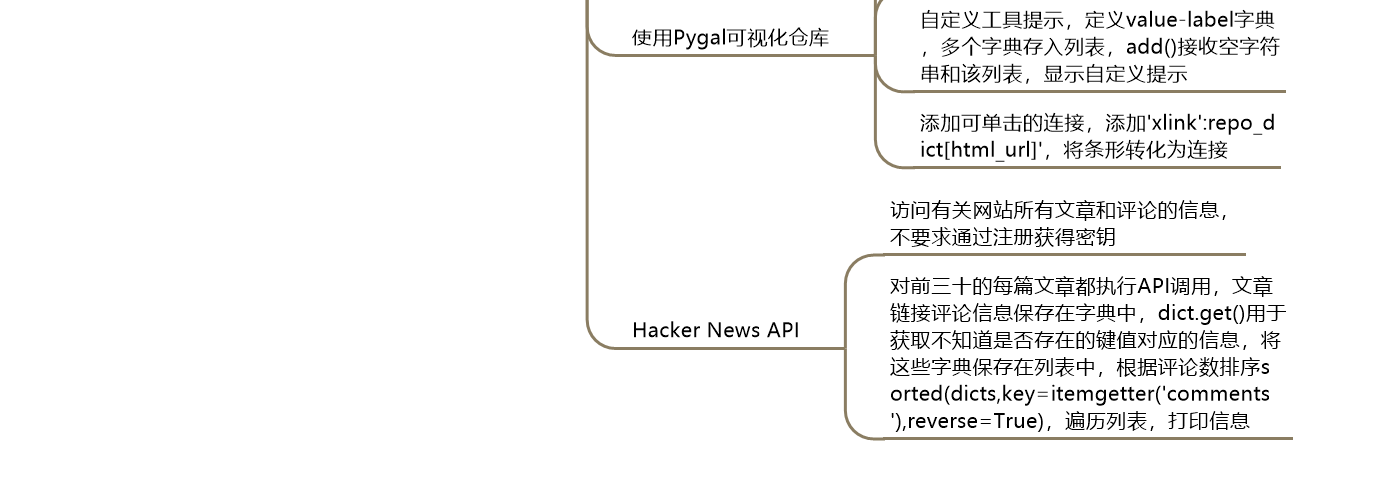 使用Pygal可视化仓库
自定义工具提示，定义value-label字典
，多个字典存入列表，add()接收空字符
串和该列表，显示自定义提示
添加可单击的连接，添加'xlink':repo_d
ict[html_url]'，将条形转化为连接
Hacker News API
访问有关网站所有文章和评论的信息，
不要求通过注册获得密钥
对前三十的每篇文章都执行API调用，文章
链接评论信息保存在字典中，dict.get()用于
获取不知道是否存在的键值对应的信息，将
这些字典保存在列表中，根据评论数排序s
orted(dicts,key=itemgetter('comments
'),reverse=True)，遍历列表，打印信息